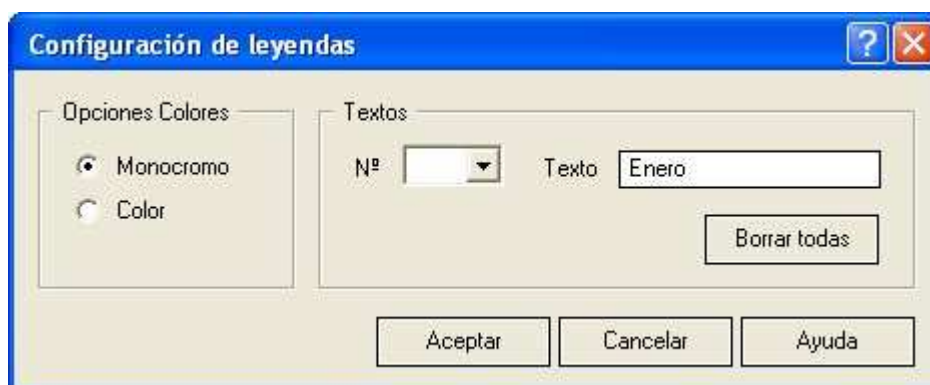 Configuración de leyendas
Opciones Colores
Monocromo
Color
Textos
Nº
Texto
Enero
Borrar todas
Aceptar
Cancelar
Ayuda